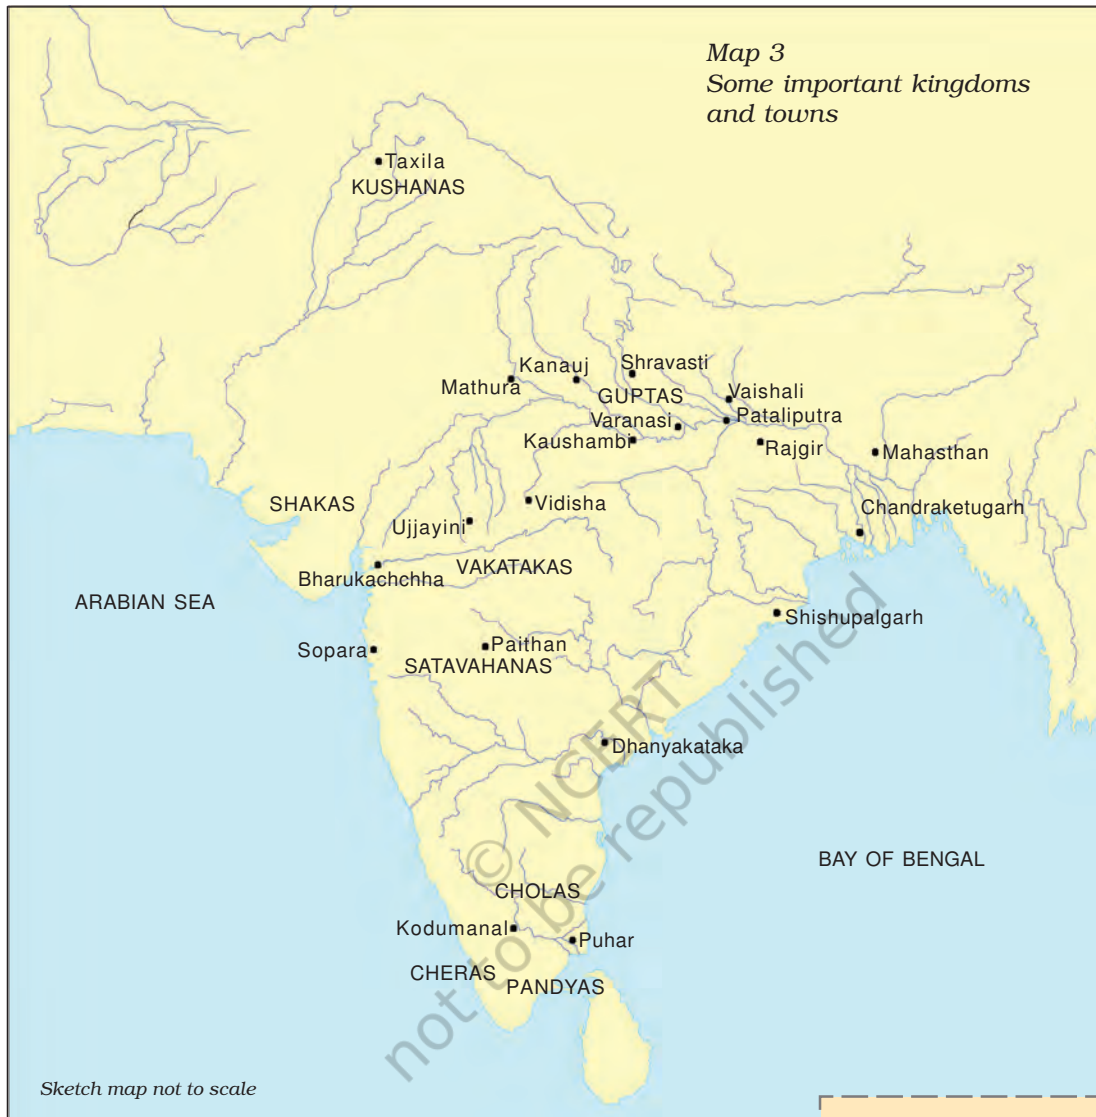 Map 3
Some important kingdoms
and towns
Taxila
KUSHANAS
Kanauj
Shravasti
Mathura
GUPTAS
Vaishali
Varanasi
Pataliputra
Kaushambi
Rajgir
Mahasthan
SHAKAS
Vidisha
Chandraketugarh
Ujjayini
VAKATAKAS
Bharukachchha
ARABIAN SEA
Shishupalgarh
Sopara
Paithan
SATAVAHANAS
Dhanyakataka
BAY OF BENGAL
CHOLAS
Kodumanal
Puhar
CHERAS
PANDYAS
© NCERT
not to be republished
Sketch map not to scale